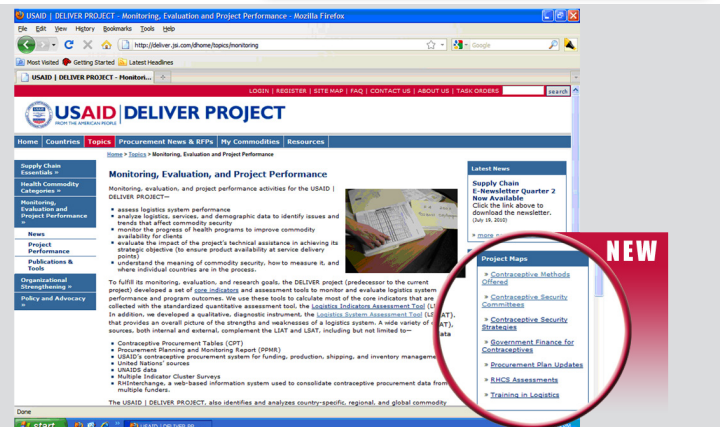 USAID | DELIVER PROJECT - Monitoring, Evaluation and Project Performance - Mozilla Firefox
File Edit View History Bookmarks Tools Help
http://deliver.jsi.com/dhome/topics/monitoring
Google
Most Visited Getting Started Latest Headlines
USAID | DELIVER PROJECT - Monitori...
LOGIN | REGISTER | SITE MAP | FAQ | CONTACT US | ABOUT US | TASK ORDERS
search
USAID | DELIVER PROJECT
FROM THE AMERICAN PEOPLE
Home Countries Topics Procurement News & RFPs My Commodities Resources
Home > Topics > Monitoring, Evaluation and Project Performance
Supply Chain
Essentials »
Health Commodity
Categories »
Monitoring,
Evaluation and
Project Performance
»
News
Project
Performance
Publications &
Tools
Organizational
Strengthening »
Policy and Advocacy
»
Monitoring, Evaluation, and Project Performance
Monitoring, evaluation, and project performance activities for the USAID |
DELIVER PROJECT—
assess logistics system performance
analyze logistics, services, and demographic data to identify issues and
trends that affect commodity security
monitor the progress of health programs to improve commodity
availability for clients
evaluate the impact of the project's technical assistance in achieving its
strategic objective (to ensure product availability at service delivery
points)
understand the meaning of commodity security, how to measure it, and
where individual countries are in the process.
To fulfill its monitoring, evaluation, and research goals, the DELIVER project (predecessor to the current
project) developed a set of core indicators and assessment tools to monitor and evaluate logistics system
performance and program outcomes. We use these tools to calculate most of the core indicators that are
collected with the standardized quantitative assessment tool, the Logistics Indicators Assessment Tool (L
In addition, we developed a qualitative, diagnostic instrument, the Logistics System Assessment Tool (LS
AT).
that provides an overall picture of the strengths and weaknesses of a logistics system. A wide variety of
AT),
sources, both internal and external, complement the LIAT and LSAT, including but not limited to—
ata
Contraceptive Procurement Tables (CPT)
Procurement Planning and Monitoring Report (PPMR)
USAID's contraceptive procurement system for funding, production, shipping, and inventory managem
United Nations' sources
UNAIDS data
Multiple Indicator Cluster Surveys
RHInterchange, a web-based information system used to consolidate contraceptive procurement data from
multiple funders.
The USAID | DELIVER PROJECT, also identifies and analyzes country-specific, regional, and global commodity
Latest News
Supply Chain
E-Newsletter Quarter 2
Now Available
Click the link above to
download the newsletter.
(July 19, 2010)
» more
NEW
Project Maps
» Contraceptive Methods
Offered
» Contraceptive Security
Committees
» Contraceptive Security
Strategies
» Government Finance for
Contraceptives
» Procurement Plan Updates
» RHCS Assessments
» Training in Logistics
Done
start